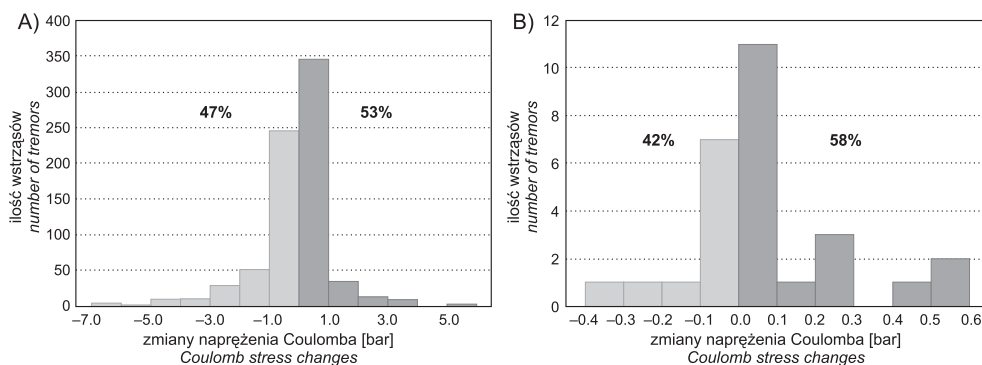 A)
400
350
300
250
200
150
100
50
0
ilość wstrząsów
number of tremors
47%
53%
–7.0 –5.0 –3.0 –1.0 1.0 3.0 5.0
zmiany naprężenia Coulomba [bar]
Coulomb stress changes
B)
12
10
8
6
4
2
0
ilość wstrząsów
number of tremors
42%
58%
–0.4 –0.3 –0.2 –0.1 0.0 0.1 0.2 0.3 0.4 0.5 0.6
zmiany naprężenia Coulomba [bar]
Coulomb stress changes